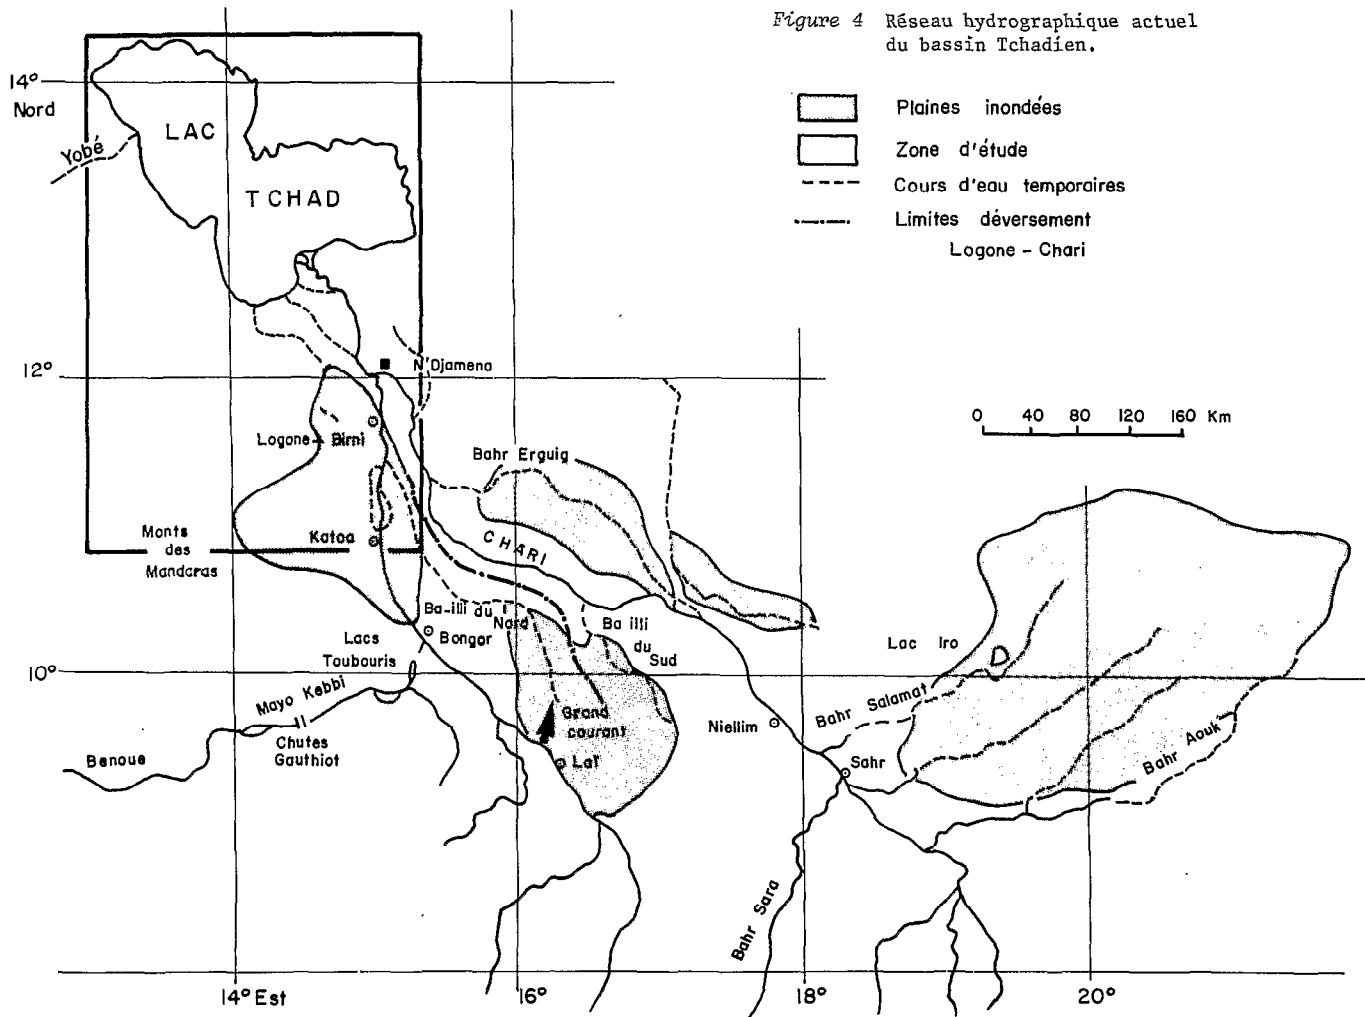 Figure 4 Réseau hydrographique actuel
du bassin Tchadien.
Plaines inondées
Zone d'étude
Cours d'eau temporaires
Limites déversement
Logone - Chari
14°
Nord
LAC
Yobé
TCHAD
12°
N'Djamena
0 40 80 120 160 Km
Logone - Birni
Bahr Erguig
Monts
des
Mandaras
Katoa
CHARI
Ba-illi du
Nord
Bongor
Ba illi
du
Sud
Lacs
Toubouris
Lac Iro
10°
Mayo Kebbi
Bahr Salamat
Grand
courant
Niellim
Chutes
Gauthiot
Benoue
Laï
Sahr
Bahr Aouk
Bahr Sara
14° Est
16°
18°
20°